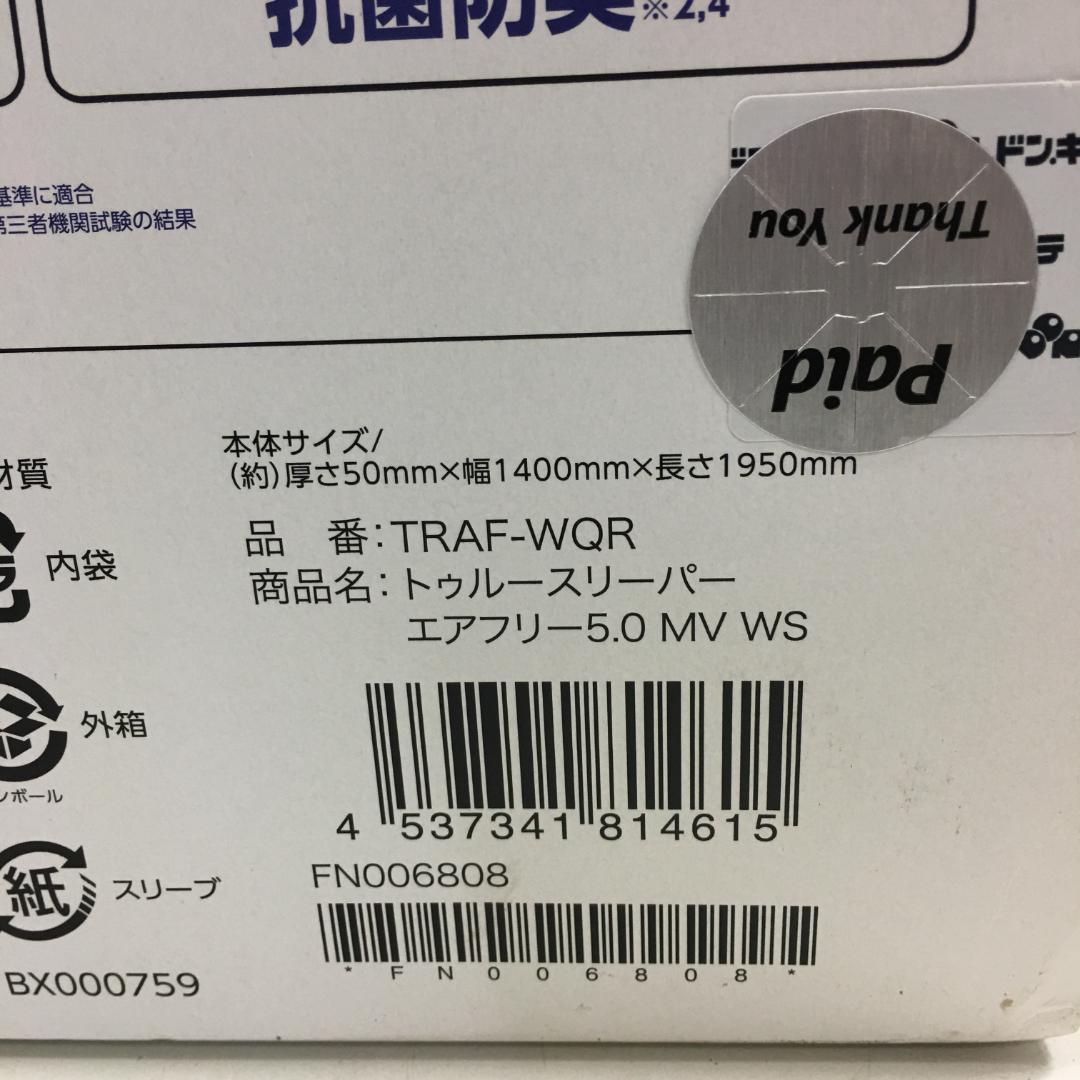 抗菌防臭※2,4
基準に適合
第三者機関試験の結果
ドン.キ
Thank You
Paid
テ
本体サイズ/
(約)厚さ50mm×幅1400mm×長さ1950mm
材質
品 番:TRAF-WQR
内袋
商品名:トゥルースリーパー
エアフリー5.0 MV WS
外箱
ンボール
4 537341 814615
FN006808
紙 スリーブ
*FN006808*
BX000759